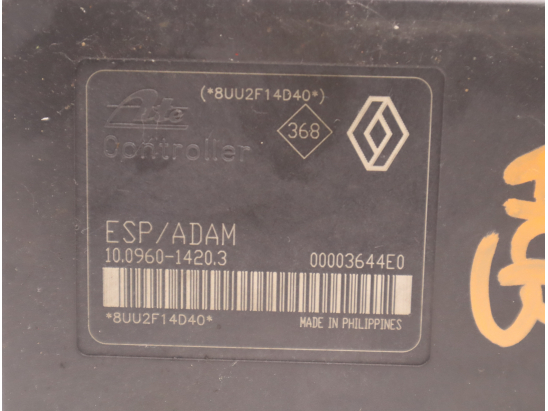 (*8UU2F14D40*)
Ate
368
Controller
ESP/ADAM
10.0960-1420.3 00003644E0
*8UU2F14D40*
MADE IN PHILIPPINES